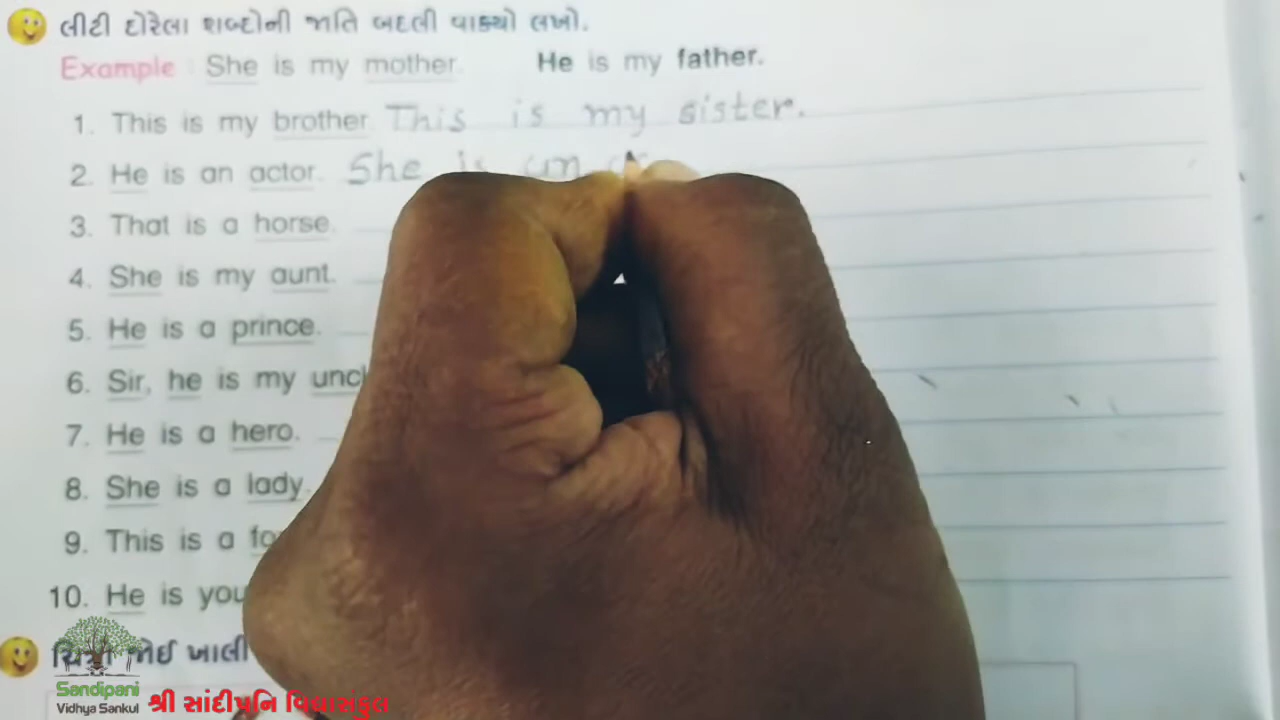 લીટી દોરેલા શબ્દોની જાતિ બદલી વાક્યો લખો.
Example : She is my mother. He is my father.
1. This is my brother. This is my sister.
2. He is an actor. She is an
3. That is a horse.
4. She is my aunt.
5. He is a prince.
6. Sir, he is my
7. He is a hero.
8. She is a lady.
9. This is a
10. He is
જોઈ ખાલી
Sandipani
Vidhya Sankul
શ્રી સાંદીપનિ વિદ્યાસંકુલ